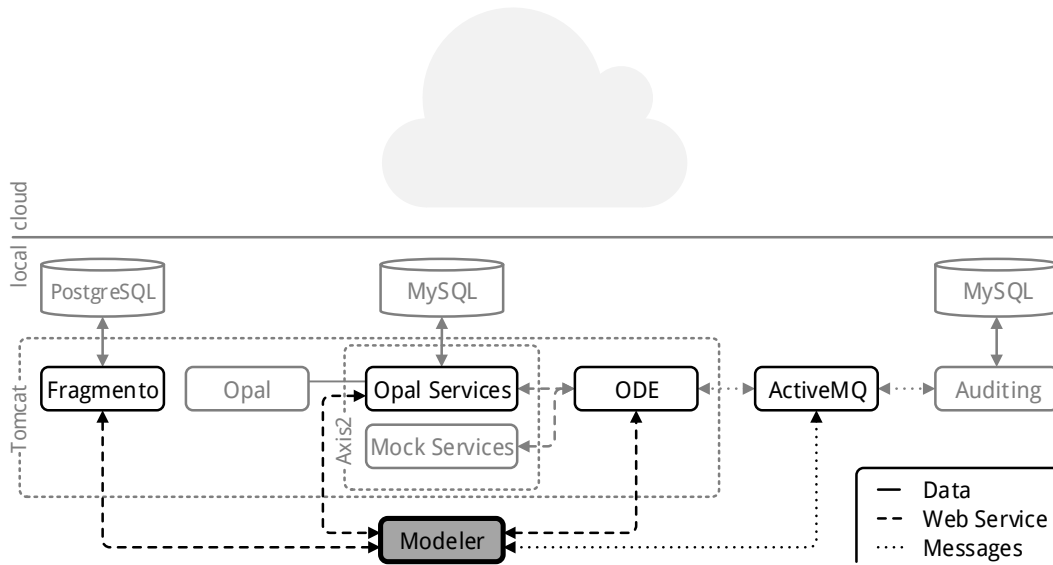 cloud
local
PostgreSQL
MySQL
MySQL
Tomcat
Fragmento
Opal
Axis2
Opal Services
ODE
ActiveMQ
Auditing
Mock Services
Modeler
Data
Web Service
Messages